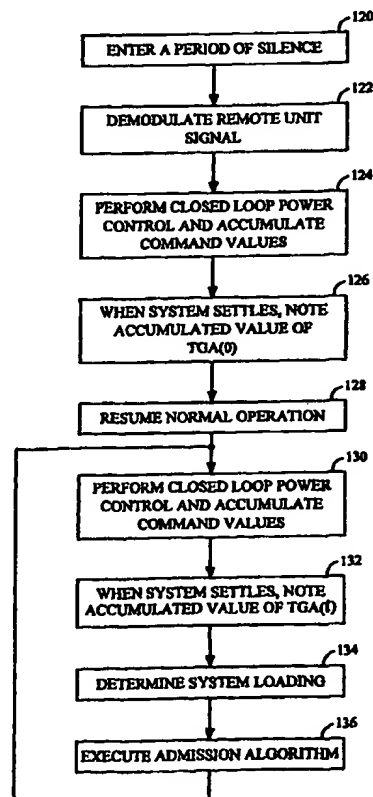 120
ENTER A PERIOD OF SILENCE
122
DEMODULATE REMOTE UNIT
SIGNAL
124
PERFORM CLOSED LOOP POWER
CONTROL AND ACCUMULATE
COMMAND VALUES
126
WHEN SYSTEM SETTLES, NOTE
ACCUMULATED VALUE OF
TGA(0)
128
RESUME NORMAL OPERATION
130
PERFORM CLOSED LOOP POWER
CONTROL AND ACCUMULATE
COMMAND VALUES
132
WHEN SYSTEM SETTLES, NOTE
ACCUMULATED VALUE OF TGA(t)
134
DETERMINE SYSTEM LOADING
136
EXECUTE ADMISSION ALGORITHM